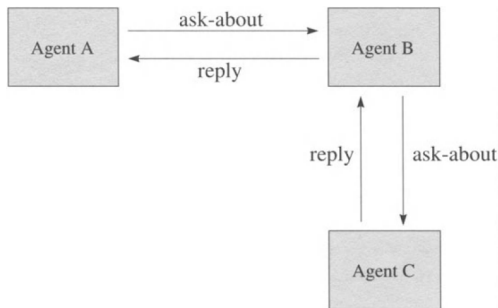 ask-about
Agent A
Agent B
reply
reply
ask-about
Agent C